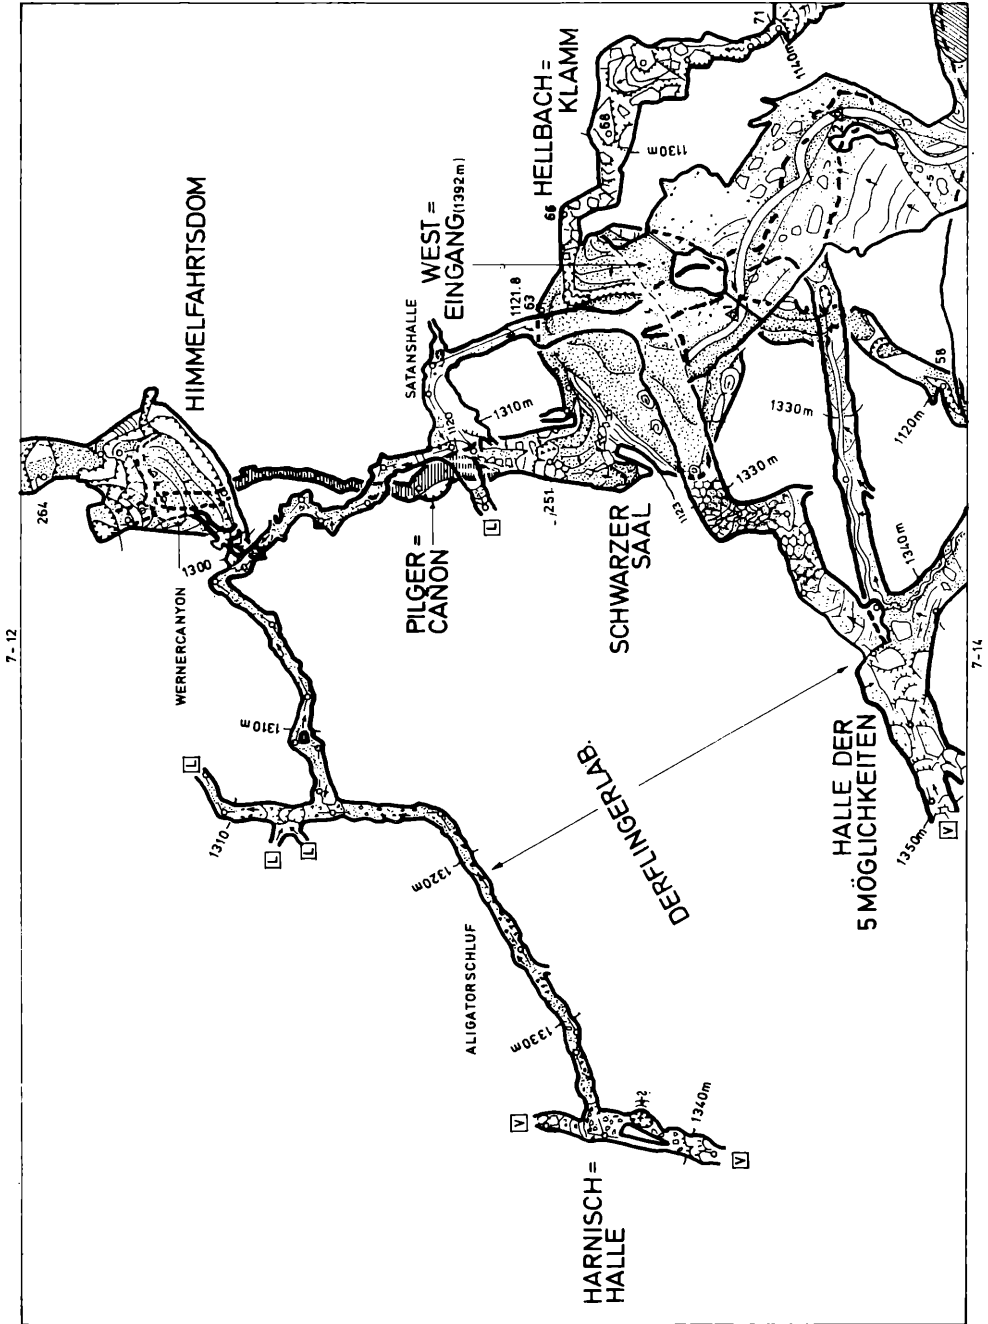 7-12
264
HIMMELFAHRTSDOM
WERNERCANYON
1300
1310m
1310
L
L
L
PILGER=
CAÑON
SATANSHALLE
WEST=
EINGANG(1392m)
1120
1310m
L
-,251
1121.8
63
66
HELLBACH=
KLAMM
68
1130m
71
1140m
2
SCHWARZER
SAAL
1123
1330m
1330m
58
1120m
1340m
DERFLINGERLAB.
HALLE DER
5 MÖGLICHKEITEN
1350m
V
1320m
ALIGATORSCHLUF
1330m
V
?
1340m
V
HARNISCH=
HALLE
7-14